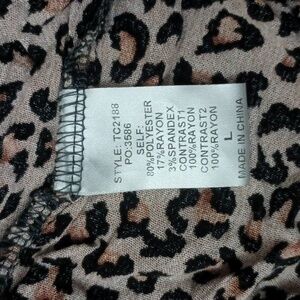 STYLE: TC2188
PO:3586
SELF:
80%POLYESTER
17%RAYON
3%SPANDEX
CONTRAST1
100%RAYON
CONTRAST2
100%RAYON
L
MADE IN CHINA